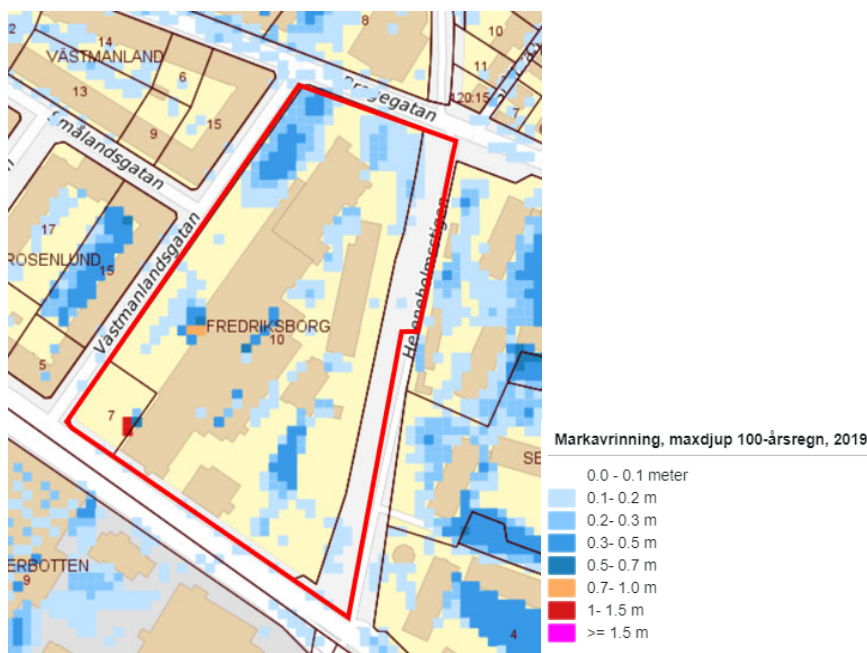 8
2
14
VÄSTMANLAND
6
13
15
9
Smålandsgatan
Bragegatan
10
11
120:15
7
17
ROSENLUND
15
5
Västmanlandsgatan
Heleneholmsstigen
FREDRIKSBORG
10
7
SE
ERBOTTEN
9
4
Markavrinning, maxdjup 100-årsregn, 2019
0.0 - 0.1 meter
0.1- 0.2 m
0.2- 0.3 m
0.3- 0.5 m
0.5- 0.7 m
0.7- 1.0 m
1- 1.5 m
>= 1.5 m